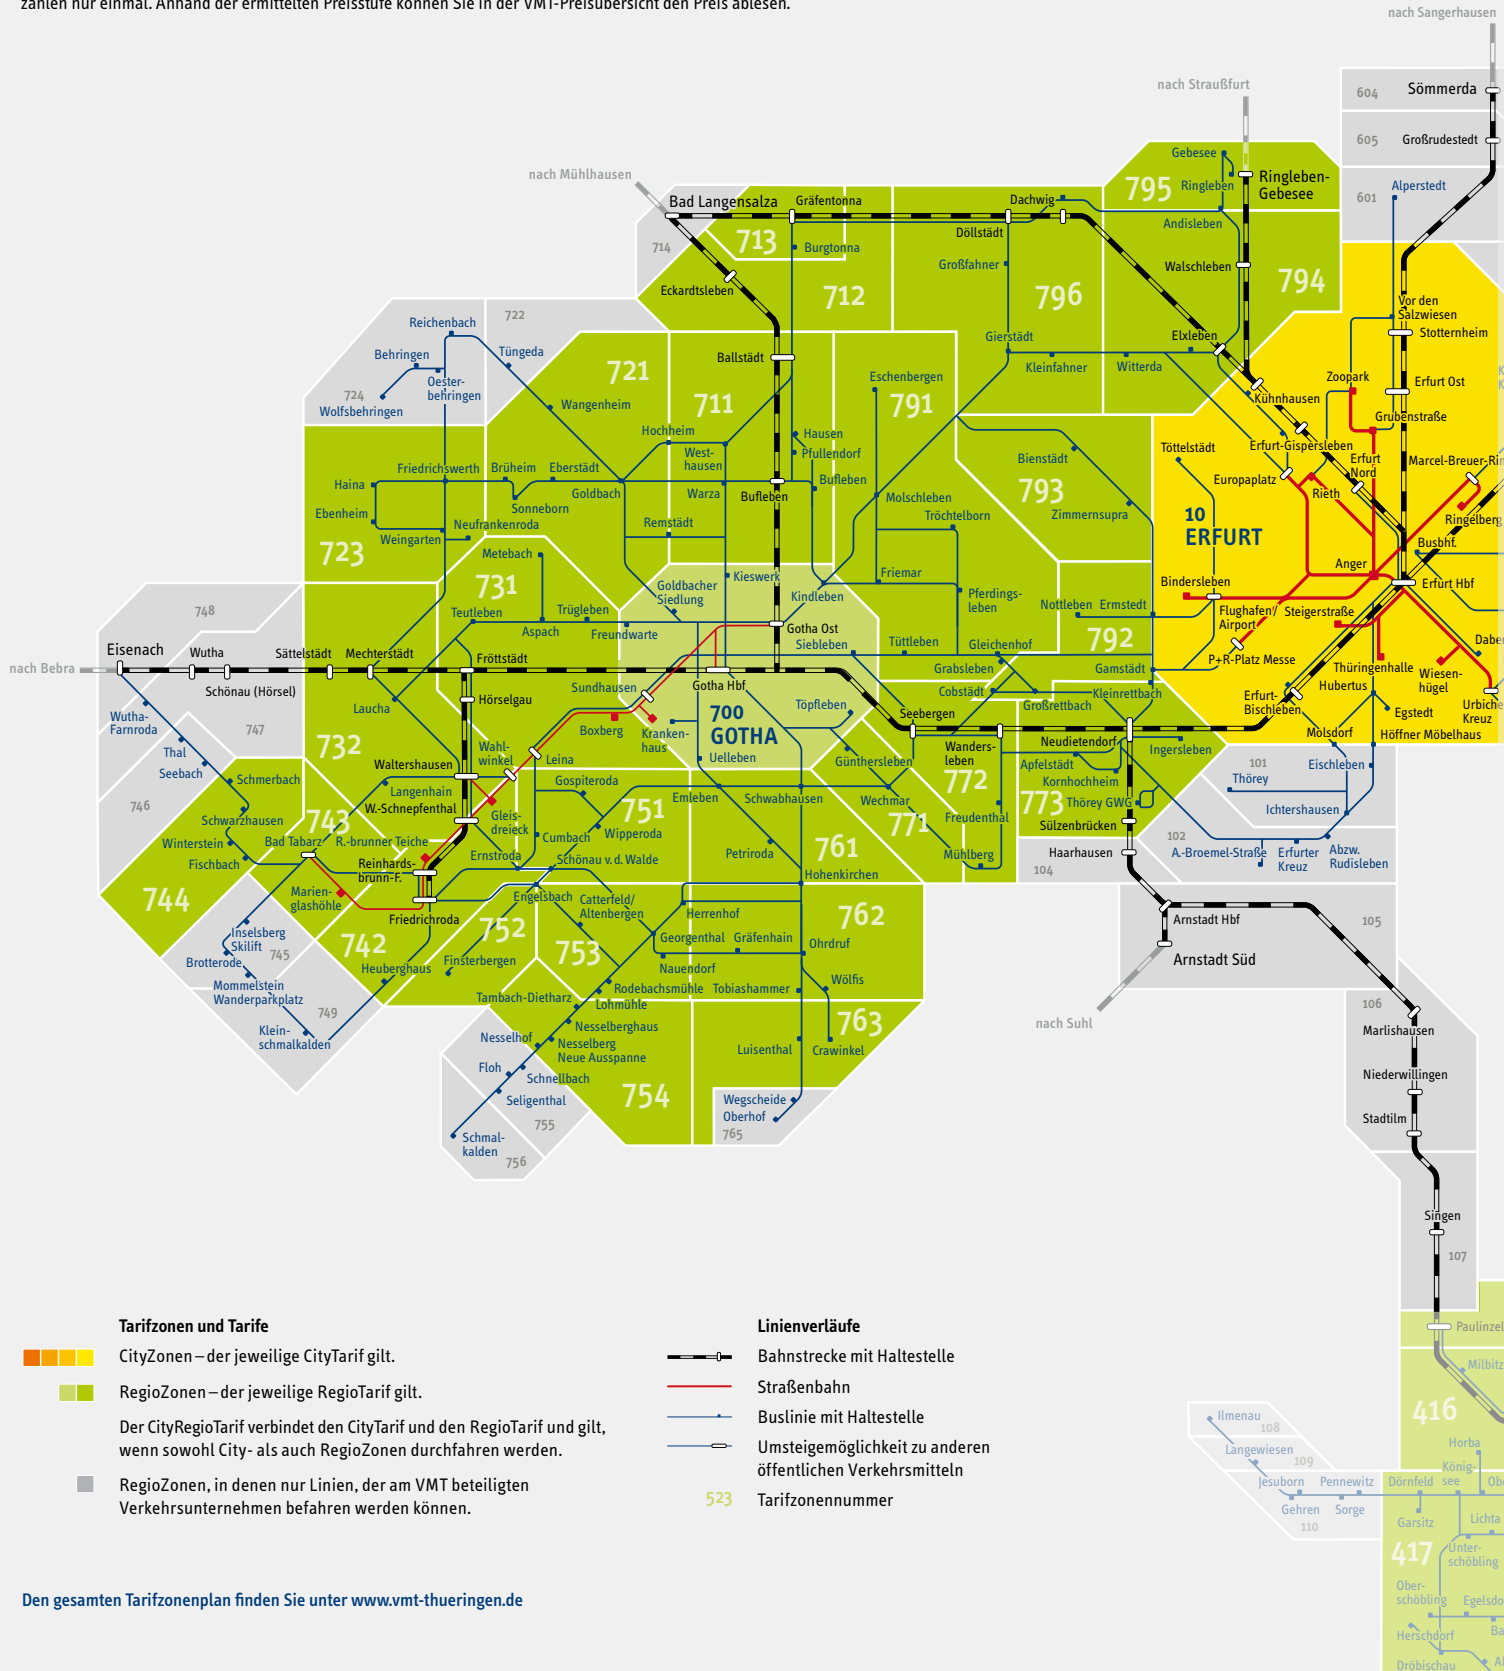 zahlen nur einmal. Anhand der ermittelten Preisstufe können Sie in der VMT-Preisübersicht den Preis ablesen.
nach Sangerhausen
nach Straußfurt
604
Sömmerda
605
Großrudestedt
nach Mühlhausen
795
Gebesee
Ringleben
Ringleben-
Gebesee
601
Alperstedt
Bad Langensalza
Gräfentonna
Dachwig
Andisleben
714
713
Burgtonna
Döllstädt
Großfahner
Walschleben
794
Eckardtsleben
712
796
Vor den
Salzwiesen
Stotternheim
722
Reichenbach
Behringen
Tüngeda
Oester-
behringen
724
Wolfsbehringen
Ballstädt
Gierstädt
Elxleben
Kleinfahner
Witterda
721
Wangenheim
711
Eschenbergen
791
Zoopark
Erfurt Ost
Kühnhausen
Grubenstraße
Hochheim
West-
hausen
Hausen
Pfullendorf
Bienstädt
Töttelstädt
Erfurt-Gispersleben
Erfurt
Nord
Marcel-Breuer-Rin
Friedrichswerth
Brüheim
Eberstädt
Haina
Sonneborn
Goldbach
Warza
Bufleben
Bufleben
Molschleben
793
Zimmernsupra
Europaplatz
Rieth
Ringelberg
Ebenheim
Neufrankenroda
Weingarten
723
Remstädt
Tröchtelborn
10
ERFURT
Busbhf.
Metebach
731
Goldbacher
Siedlung
Kieswerk
Kindleben
Friemar
Pferdings-
leben
Bindersleben
Anger
Erfurt Hbf
Teutleben
Aspach
Trügleben
Freundwarte
Gotha Ost
Nottleben
Ermstedt
792
Flughafen/
Airport
Steigerstraße
748
Eisenach
nach Bebra
Wutha
Sättelstädt
Mechterstädt
Schönau (Hörsel)
Fröttstädt
Siebleben
Tüttleben
Gleichenhof
Grabsleben
Gamstädt
P+R-Platz Messe
Thüringenhalle
Wiesen-
hügel
Dabe
Hörselgau
Laucha
Sundhausen
Gotha Hbf
Cobstädt
Großrettbach
Kleinrettbach
Erfurt-
Bischleben
Hubertus
Egstedt
Urbich
Kreuz
Wutha-
Farnroda
747
Thal
Seebach
732
Boxberg
Kranken-
haus
700
GOTHA
Töpfleben
Seebergen
Molsdorf
Höffner Möbelhaus
Wahl-
winkel
Leina
Uelleben
Günthersleben
Wanders-
leben
772
Neudietendorf
Apfelstädt
Kornhochheim
Ingersleben
101
Thörey
Eischleben
746
Schmerbach
Waltershausen
Langenhain
W.-Schnepfenthal
Gospiteroda
751
Emleben
Schwabhausen
Wechmar
Freudenthal
773
Thörey GWG
Sülzenbrücken
Ichtershausen
Schwarzhausen
743
Gleis-
dreieck
Cumbach
Wipperoda
771
102
Winterstein
Fischbach
Bad Tabarz
R.-brunner Teiche
Ernstroda
Schönau v. d. Walde
Petriroda
761
Mühlberg
Haarhausen
A.-Broemel-Straße
Erfurter
Kreuz
Abzw.
Rudisleben
Reinhards-
brunn-F.
Hohenkirchen
104
744
Marien-
glashöhle
Friedrichroda
Engelsbach
Catterfeld/
Altenbergen
Herrenhof
762
Arnstadt Hbf
105
Inselsberg
Skilift
745
742
752
753
Georgenthal
Gräfenhain
Ohrdruf
Brotterode
Heuberghaus
Finsterbergen
Nauendorf
Arnstadt Süd
Mommelstein
Wanderparkplatz
Tambach-Dietharz
Rodebachsmühle
Lohmühle
Tobiashammer
Wölfis
749
Klein-
schmalkalden
Nesselhof
Nesselberghaus
Nesselberg
Neue Ausspanne
763
Luisenthal
Crawinkel
nach Suhl
106
Marlishausen
Floh
Schnellbach
Seligenthal
754
Niederwillingen
Wegscheide
Oberhof
765
Stadtilm
755
Schmal-
kalden
756
Singen
107
Paulinzel
Milbitz
416
Tarifzonen und Tarife
CityZonen – der jeweilige CityTarif gilt.
RegioZonen – der jeweilige RegioTarif gilt.
Der CityRegioTarif verbindet den CityTarif und den RegioTarif und gilt,
wenn sowohl City- als auch RegioZonen durchfahren werden.
RegioZonen, in denen nur Linien, der am VMT beteiligten
Verkehrsunternehmen befahren werden können.
Linienverläufe
Bahnstrecke mit Haltestelle
Straßenbahn
Buslinie mit Haltestelle
Umsteigemöglichkeit zu anderen
öffentlichen Verkehrsmitteln
523
Tarifzonennummer
Ilmenau
108
Langewiesen
109
Horba
Jesuborn
Pennewitz
Dörnfeld
König-
see
Ob
Gehren
Sorge
Garsitz
Lichta
110
417
Unter-
schöbling
Ober-
schöbling
Egelsdo
Herschdorf
Ba
Dröbischau
Al
Den gesamten Tarifzonenplan finden Sie unter www.vmt-thueringen.de